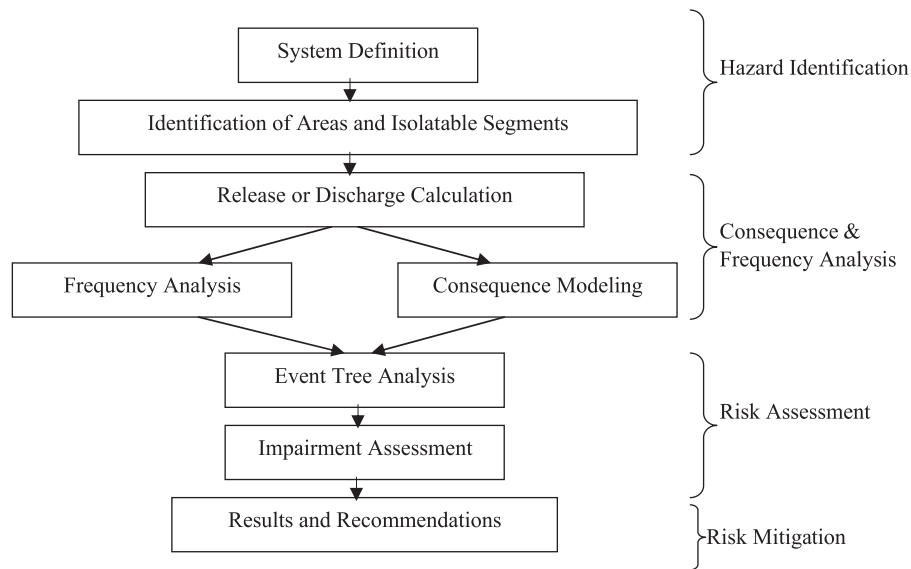 System Definition
Hazard Identification
Identification of Areas and Isolatable Segments
Release or Discharge Calculation
Consequence &
Frequency Analysis
Frequency Analysis
Consequence Modeling
Event Tree Analysis
Risk Assessment
Impairment Assessment
Results and Recommendations
Risk Mitigation